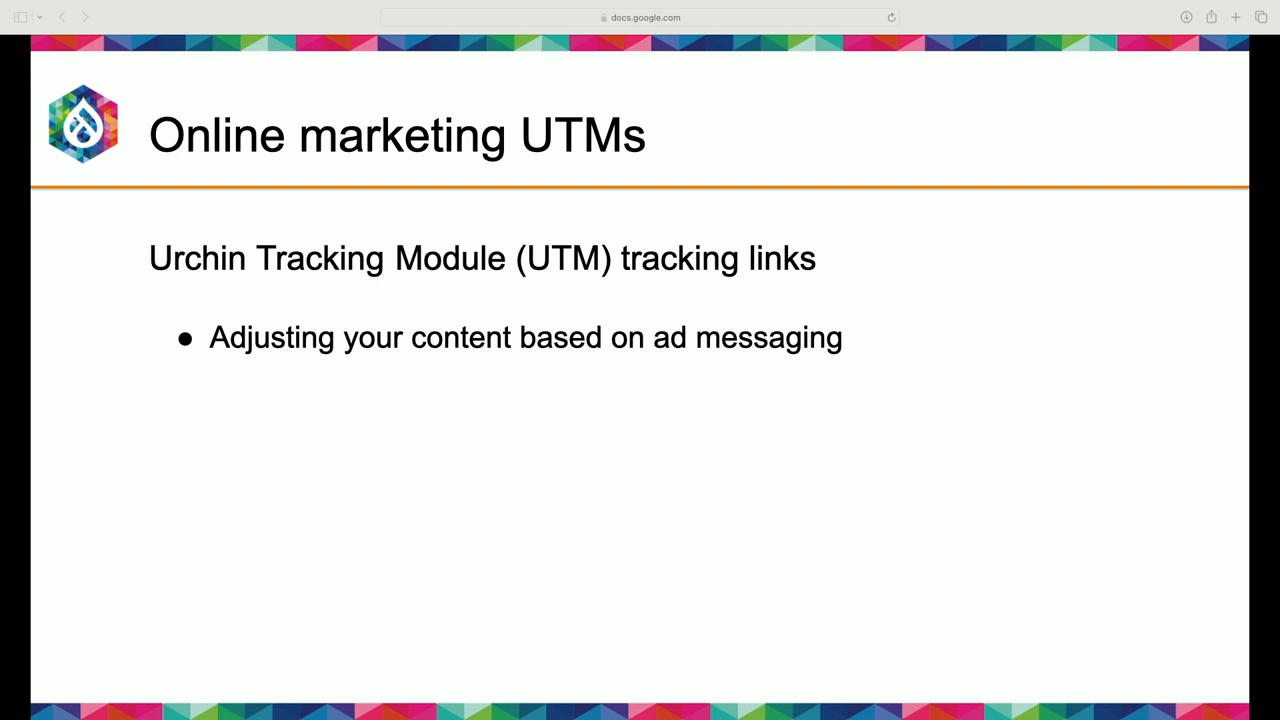 docs.google.com
Online marketing UTMs
Urchin Tracking Module (UTM) tracking links
● Adjusting your content based on ad messaging